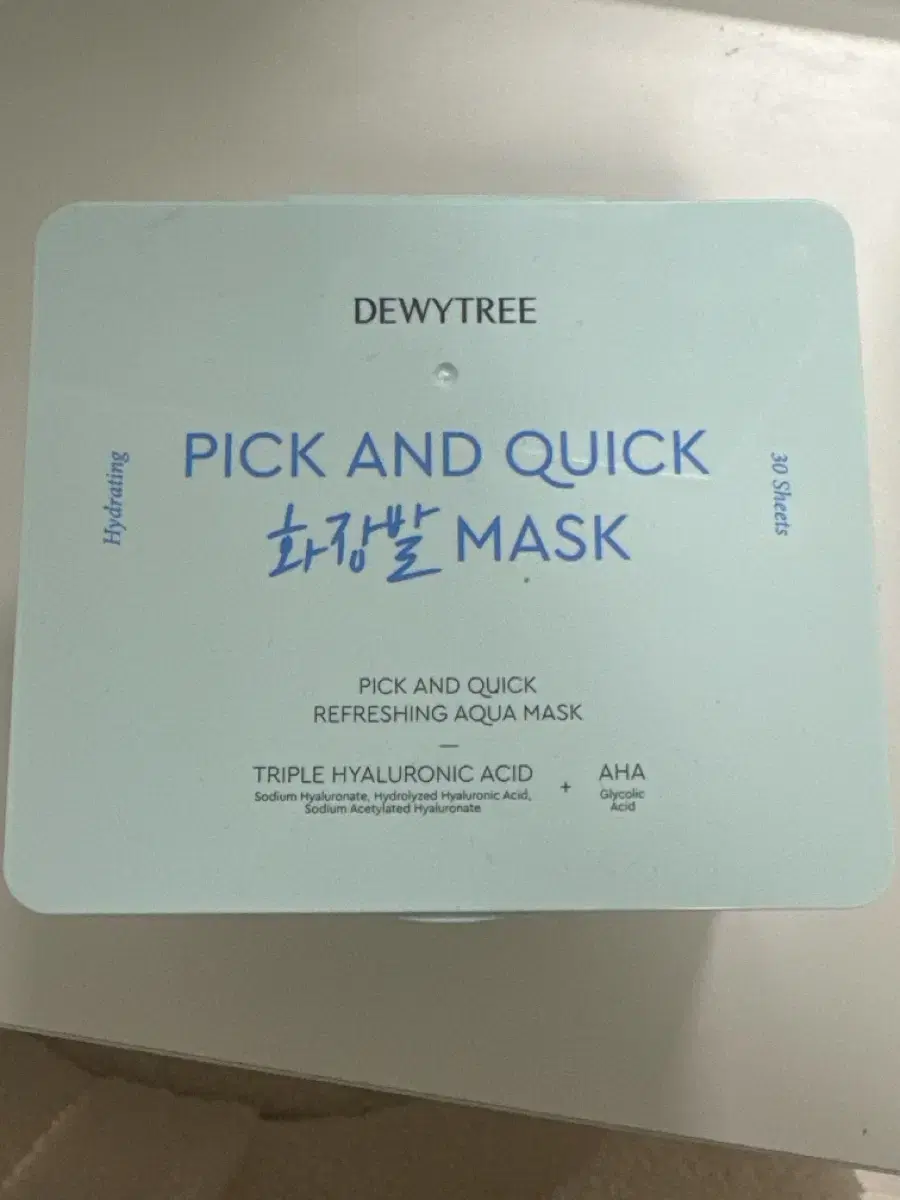 DEWYTREE
PICK AND QUICK
화장발 MASK
Hydrating
30 Sheets
PICK AND QUICK
REFRESHING AQUA MASK
TRIPLE HYALURONIC ACID
Sodium Hyaluronate, Hydrolyzed Hyaluronic Acid,
Sodium Acetylated Hyaluronate
+
AHA
Glycolic
Acid